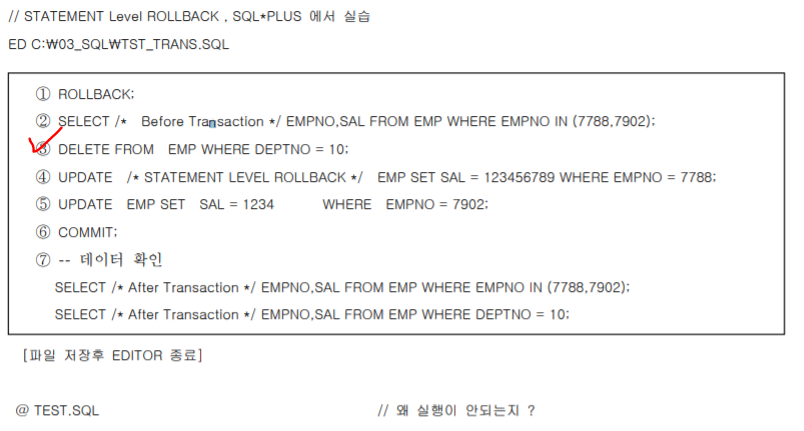 // STATEMENT Level ROLLBACK , SQL*PLUS 에서 실습
ED C:₩03_SQL₩TST_TRANS.SQL
① ROLLBACK;
② SELECT /* Before Transaction */ EMPNO,SAL FROM EMP WHERE EMPNO IN (7788,7902);
③ DELETE FROM EMP WHERE DEPTNO = 10;
④ UPDATE /* STATEMENT LEVEL ROLLBACK */ EMP SET SAL = 123456789 WHERE EMPNO = 7788;
⑤ UPDATE EMP SET SAL = 1234 WHERE EMPNO = 7902;
⑥ COMMIT;
⑦ -- 데이터 확인
SELECT /* After Transaction */ EMPNO,SAL FROM EMP WHERE EMPNO IN (7788,7902);
SELECT /* After Transaction */ EMPNO,SAL FROM EMP WHERE DEPTNO = 10;
[파일 저장후 EDITOR 종료]
@ TEST.SQL // 왜 실행이 안되는지 ?